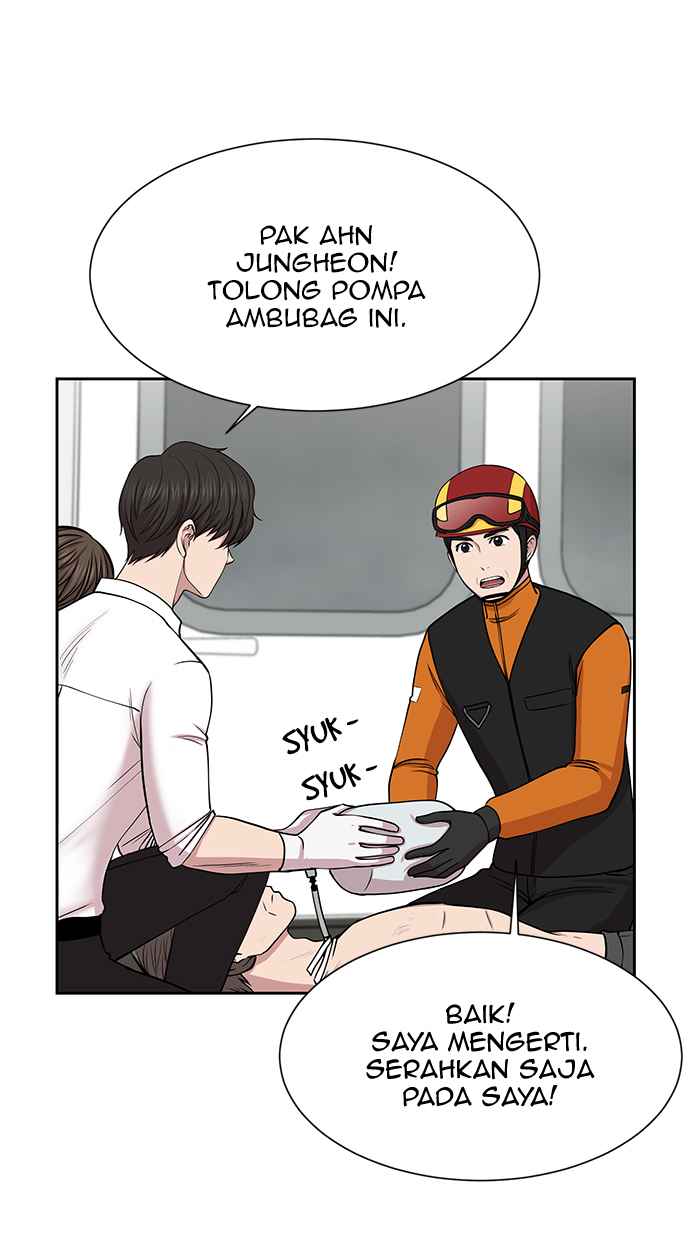 PAK AHN
JUNGHEON!
TOLONG POMPA
AMBUBAG INI.
SYUK-
SYUK-
BAIK!
SAYA MENGERTI.
SERAHKAN SAJA
PADA SAYA!